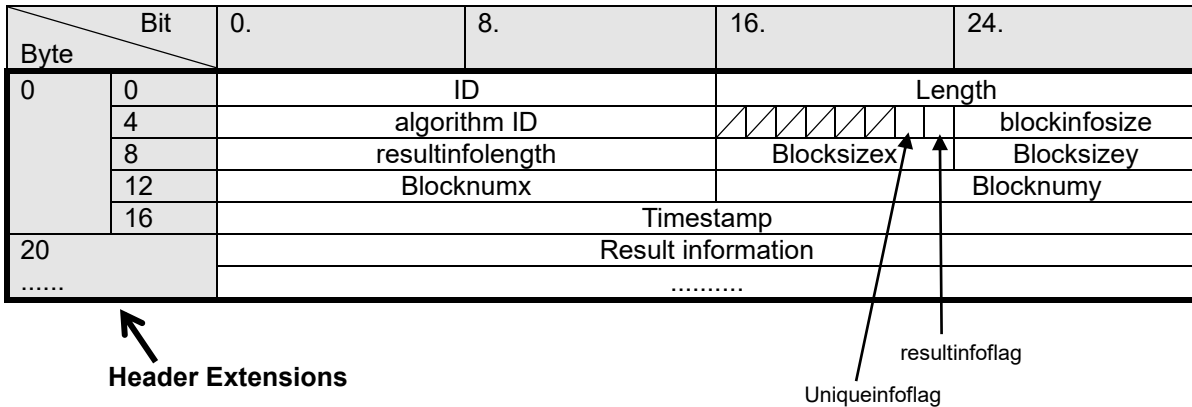 Bit 0. 8. 16. 24.
Byte
0 0 ID Length
4 algorithm ID blockinfosize
8 resultinfolength Blocksizex Blocksizey
12 Blocknumx Blocknumy
16 Timestamp
20 Result information
...... ..........
resultinfoflag
Header Extensions
Uniqueinfoflag